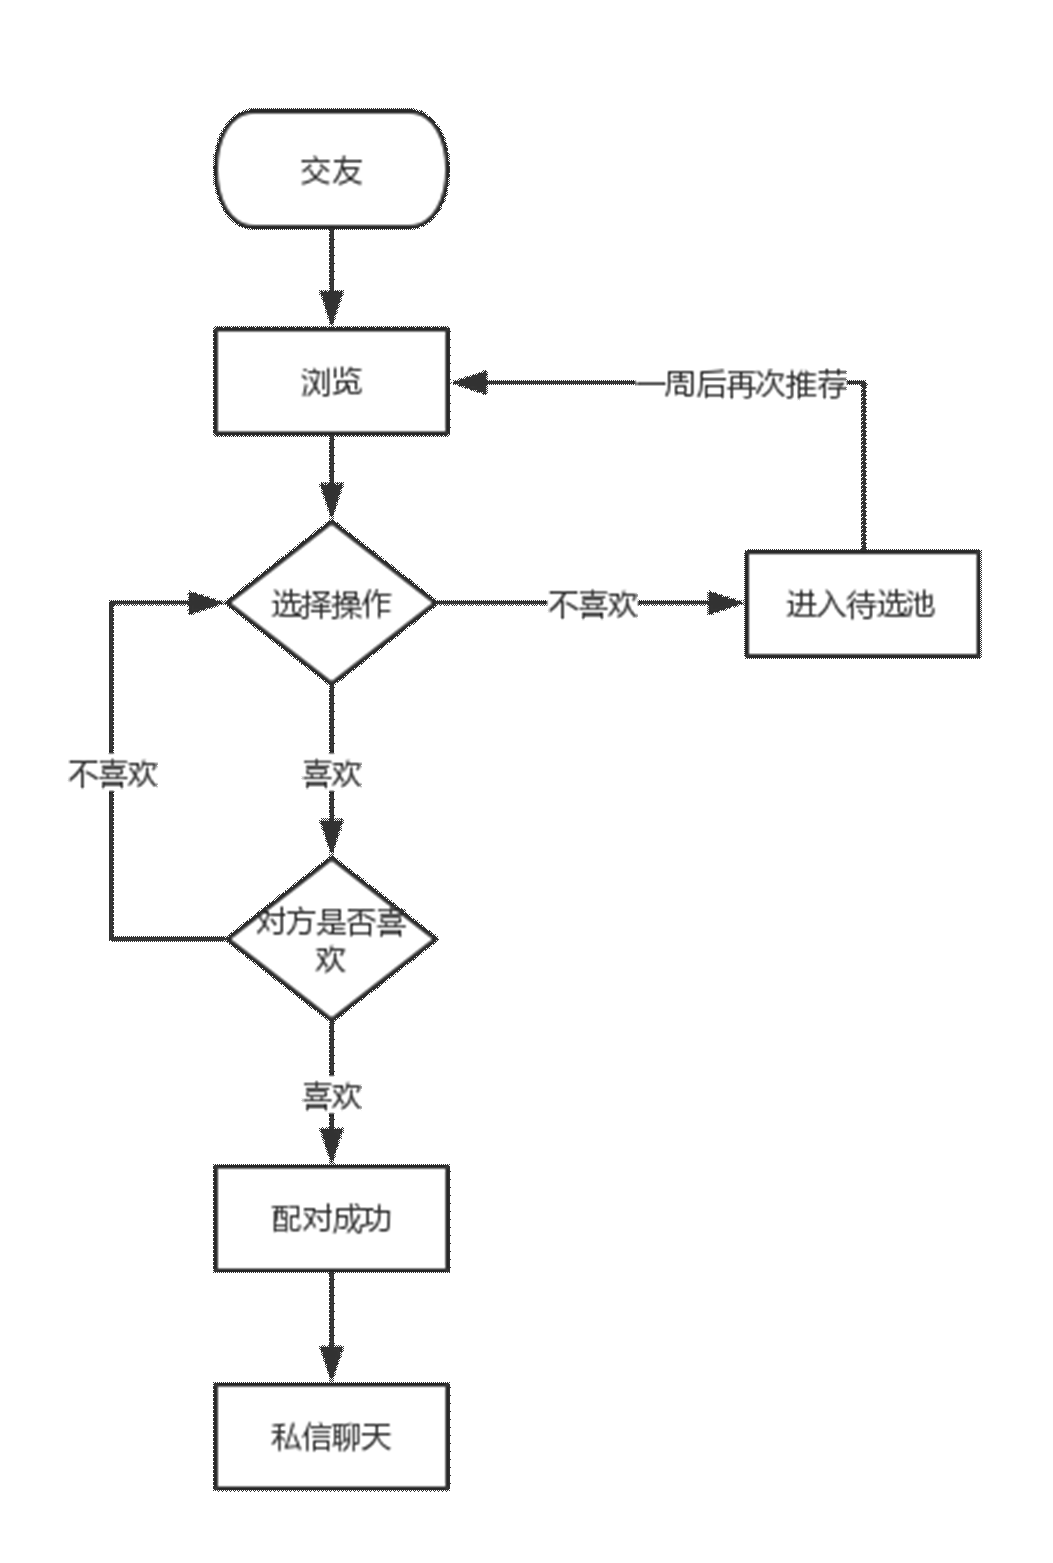 交友
浏览
一周后再次推荐
选择操作
不喜欢
进入待选池
不喜欢
喜欢
对方是否喜
欢
喜欢
配对成功
私信聊天